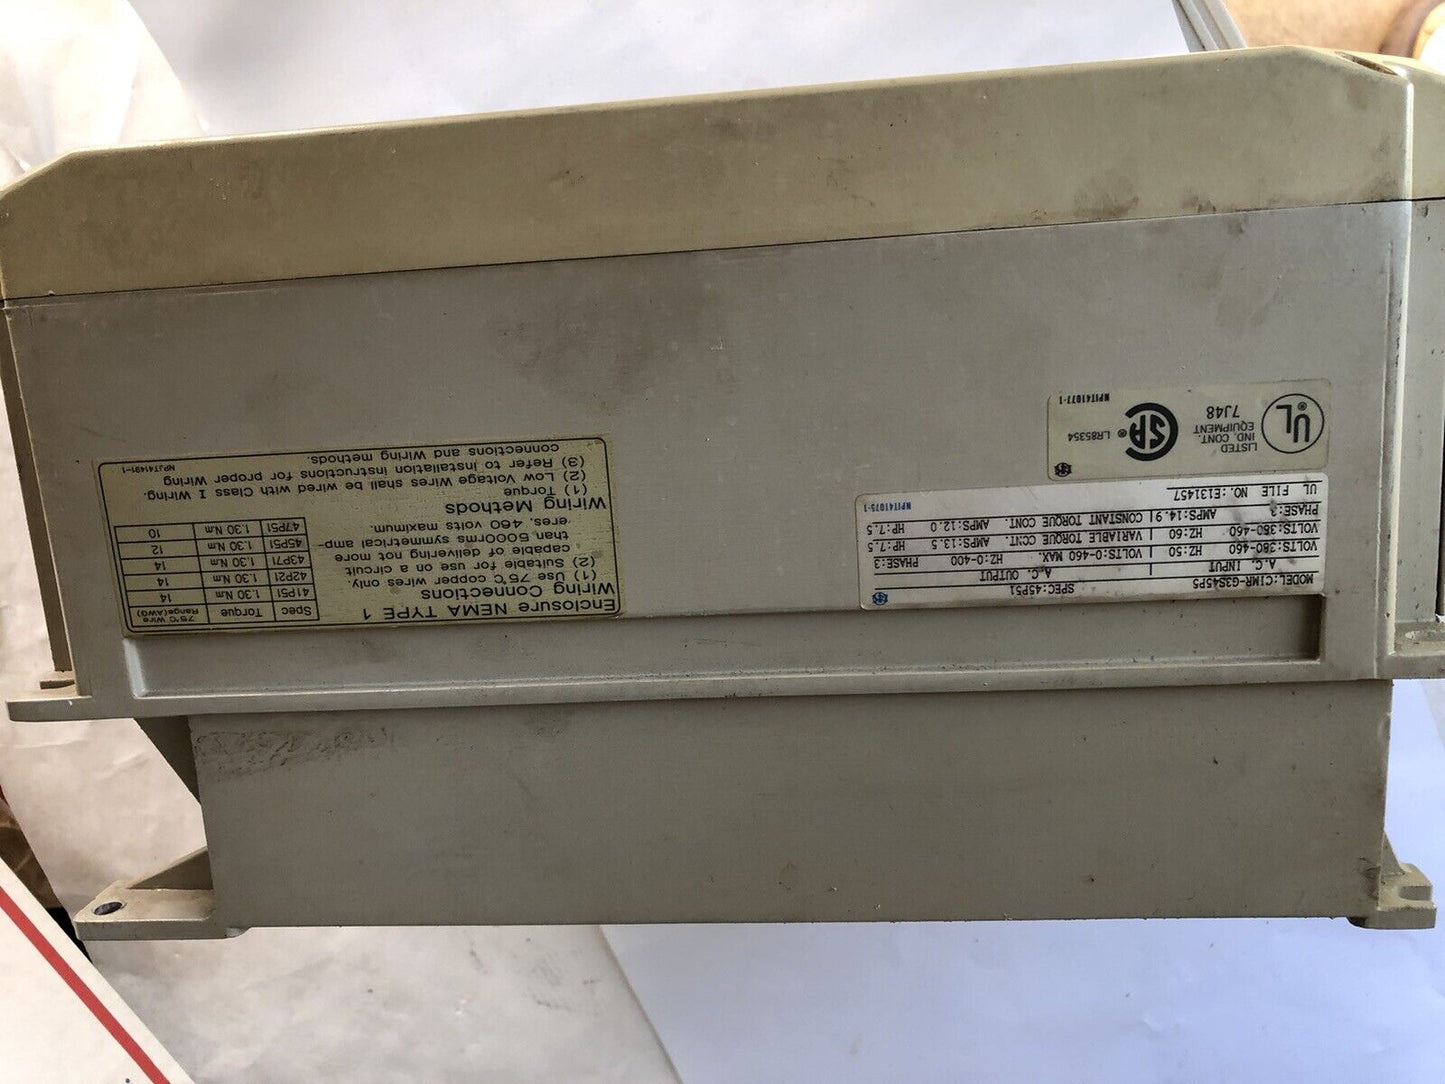 MODEL:CIMR-G3S45P5 SPEC:45P51
A.C. INPUT A.C. OUTPUT
VOLTS:380-460 HZ:50 VOLTS-0-460 MAX. HZ-0-400 PHASE:3
VOLTS:380-460 HZ:60 VARIABLE TORQUE CONT. AMPS:13.5 HP:7.5
PHASE:3 AMPS:14.9 CONSTANT TORQUE CONT. AMPS:12.0 HP:7.5
UL FILE NO.:E131457 NPIT41075-1
UL ®
LISTED
IND. CONT.
EQUIPMENT
7J48
SA ® LR85354
NPIT41077-1
Enclosure NEMA TYPE 1
Wiring Connections
(1) Use 75°C copper wires only.
(2) Suitable for use on a circuit
capable of delivering not more
than 5000rms symmetrical amp-
eres, 460 volts maximum.
Spec Torque 75°C Wire Range(AWG)
41P51 1.30 N.m 14
42P21 1.30 N.m 14
43P71 1.30 N.m 14
45P51 1.30 N.m 12
47P51 1.30 N.m 10
Wiring Methods
(1) Torque
(2) Low Voltage Wires shall be wired with Class I Wiring.
(3) Refer to installation instructions for proper Wiring
connections and Wiring methods.
NPJT41491-1